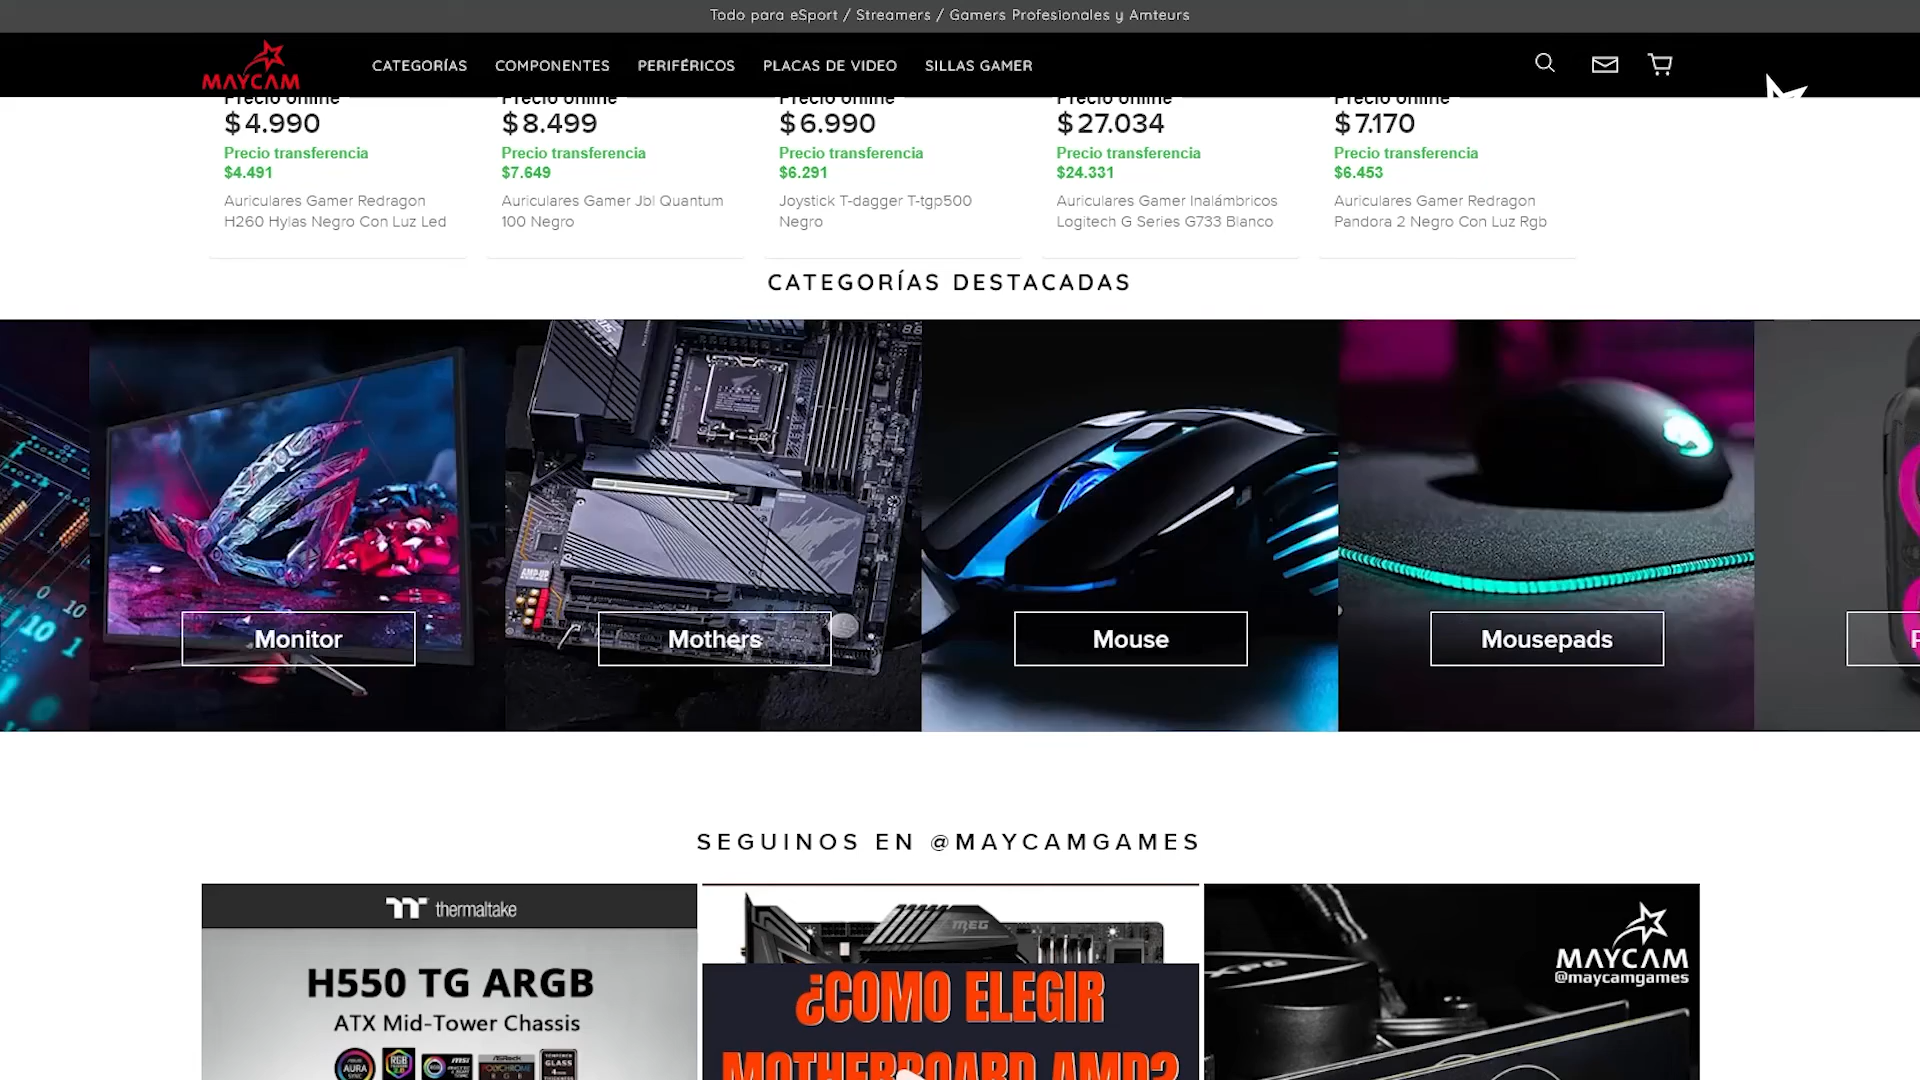 Todo para eSport / Streamers / Gamers Profesionales y Amteurs
MAYCAM
CATEGORÍAS COMPONENTES PERIFÉRICOS PLACAS DE VIDEO SILLAS GAMER
Precio online
$4.990
Precio transferencia
$4.491
Auriculares Gamer Redragon
H260 Hylas Negro Con Luz Led
Precio online
$8.499
Precio transferencia
$7.649
Auriculares Gamer Jbl Quantum
100 Negro
Precio online
$6.990
Precio transferencia
$6.291
Joystick T-dagger T-tgp500
Negro
Precio online
$27.034
Precio transferencia
$24.331
Auriculares Gamer Inalámbricos
Logitech G Series G733 Blanco
Precio online
$7.170
Precio transferencia
$6.453
Auriculares Gamer Redragon
Pandora 2 Negro Con Luz Rgb
CATEGORÍAS DESTACADAS
Monitor
Mothers
Mouse
Mousepads
SEGUINOS EN @MAYCAMGAMES
thermaltake
H550 TG ARGB
ATX Mid-Tower Chassis
AURA
RGB
msi
ASRock
POLYCHROME
TEMPERED
GLASS
MEG
¿COMO ELEGIR
MOTHERBOARD AMD?
XPG
MAYCAM
@maycamgames